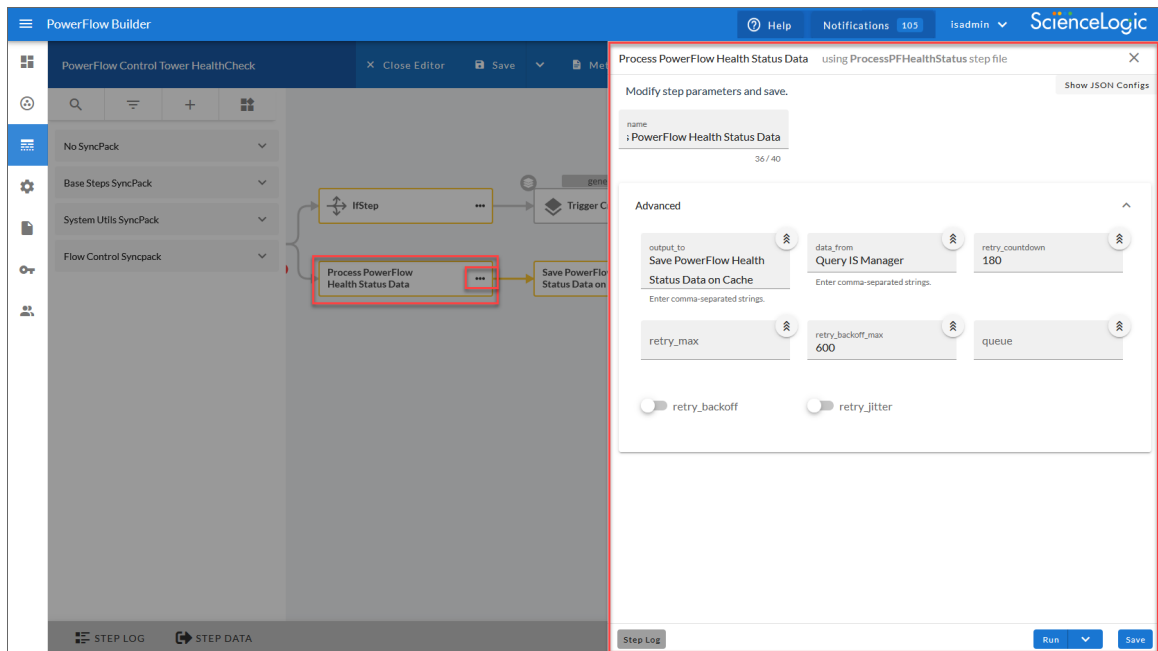 PowerFlow Builder
Help
Notifications 105
isadmin
ScienceLogic
PowerFlow Control Tower HealthCheck
Close Editor
Save
Met
No SyncPack
Base Steps SyncPack
System Utils SyncPack
Flow Control Syncpack
gene
IfStep
Trigger C
Process PowerFlow
Health Status Data
Save PowerFlo
Status Data on
STEP LOG
STEP DATA
Process PowerFlow Health Status Data using ProcessPFHealthStatus step file
Show JSON Configs
Modify step parameters and save.
name
PowerFlow Health Status Data
36 / 40
Advanced
output_to
Save PowerFlow Health
Status Data on Cache
Enter comma-separated strings.
data_from
Query IS Manager
Enter comma-separated strings.
retry_countdown
180
retry_max
retry_backoff_max
600
queue
retry_backoff
retry_jitter
Step Log
Run
Save